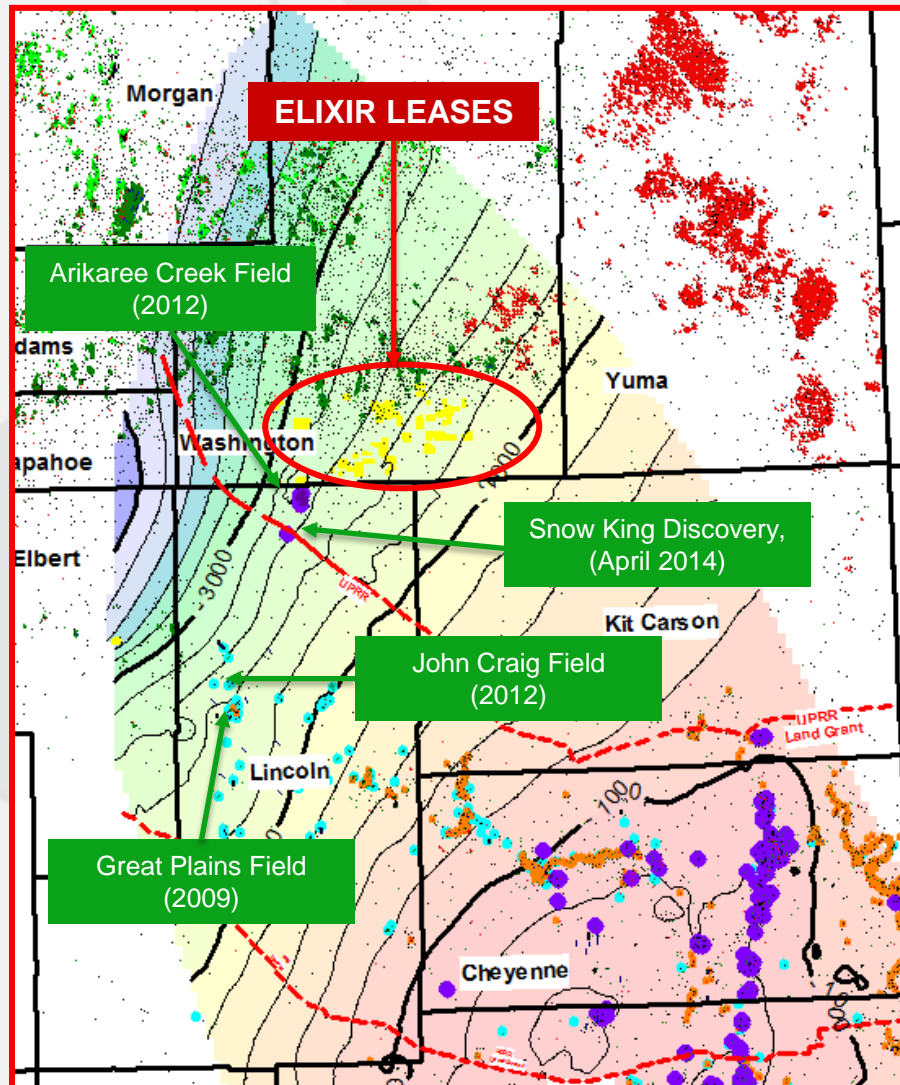 Morgan
ELIXIR LEASES
Arikaree Creek Field
(2012)
dams
Yuma
Washington
apahoe
Snow King Discovery,
(April 2014)
Elbert
- 3000
UPRR
Kit Carson
John Craig Field
(2012)
UPRR
Land Grant
Lincoln
Great Plains Field
(2009)
Cheyenne